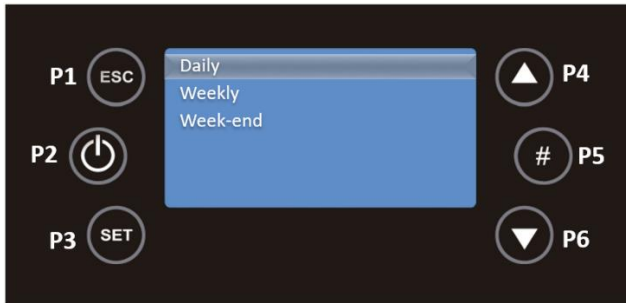 P1 ESC Daily P4
Weekly
Week-end
P2 # P5
P3 SET P6